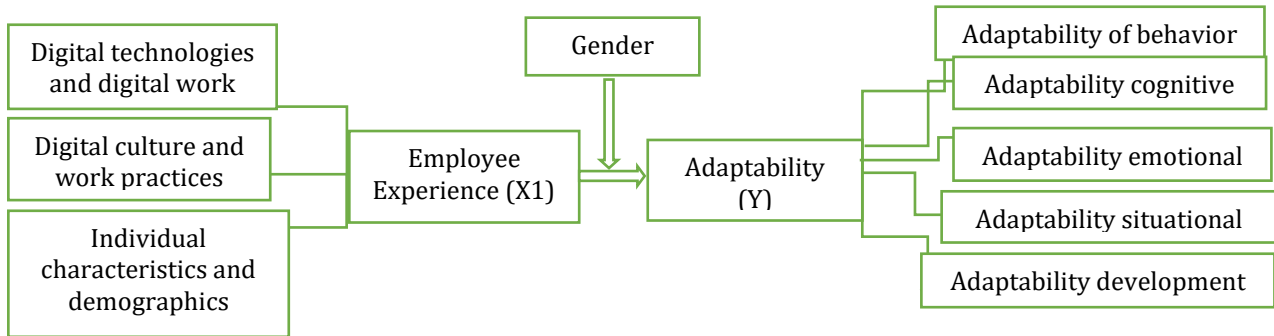 Digital technologies
and digital work
Digital culture and
work practices
Individual
characteristics and
demographics
Employee
Experience (X1)
Gender
Adaptability
(Y)
Adaptability of behavior
Adaptability cognitive
Adaptability emotional
Adaptability situational
Adaptability development